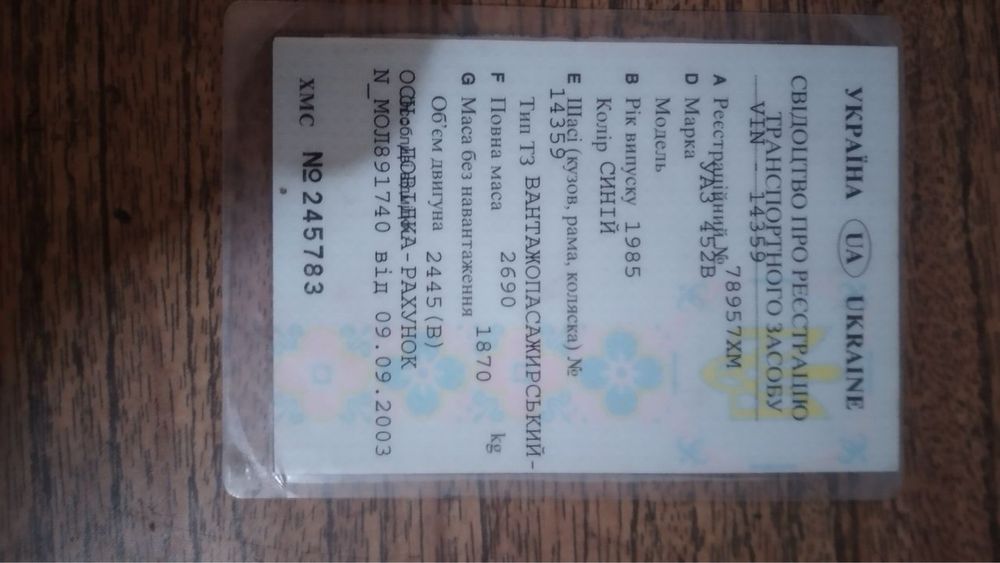 УКРАЇНА UA UKRAINE
СВІДОЦТВО ПРО РЕЄСТРАЦІЮ
ТРАНСПОРТНОГО ЗАСОБУ
VIN 14359
A Реєстраційний № 78957ХМ
D Марка УАЗ 452В
Модель
B Рік випуску 1985
Колір СИНІЙ
E Шасі (кузов, рама, коляска) №
14359
Тип ТЗ ВАНТАЖОПАСАЖИРСЬКИЙ-
F Повна маса 2690
G Маса без навантаження 1870 kg
Об'єм двигуна 2445(В)
ДОВІДКА-РАХУНОК
N_МОЛ891740 від 09.09.2003
ХМС №245783